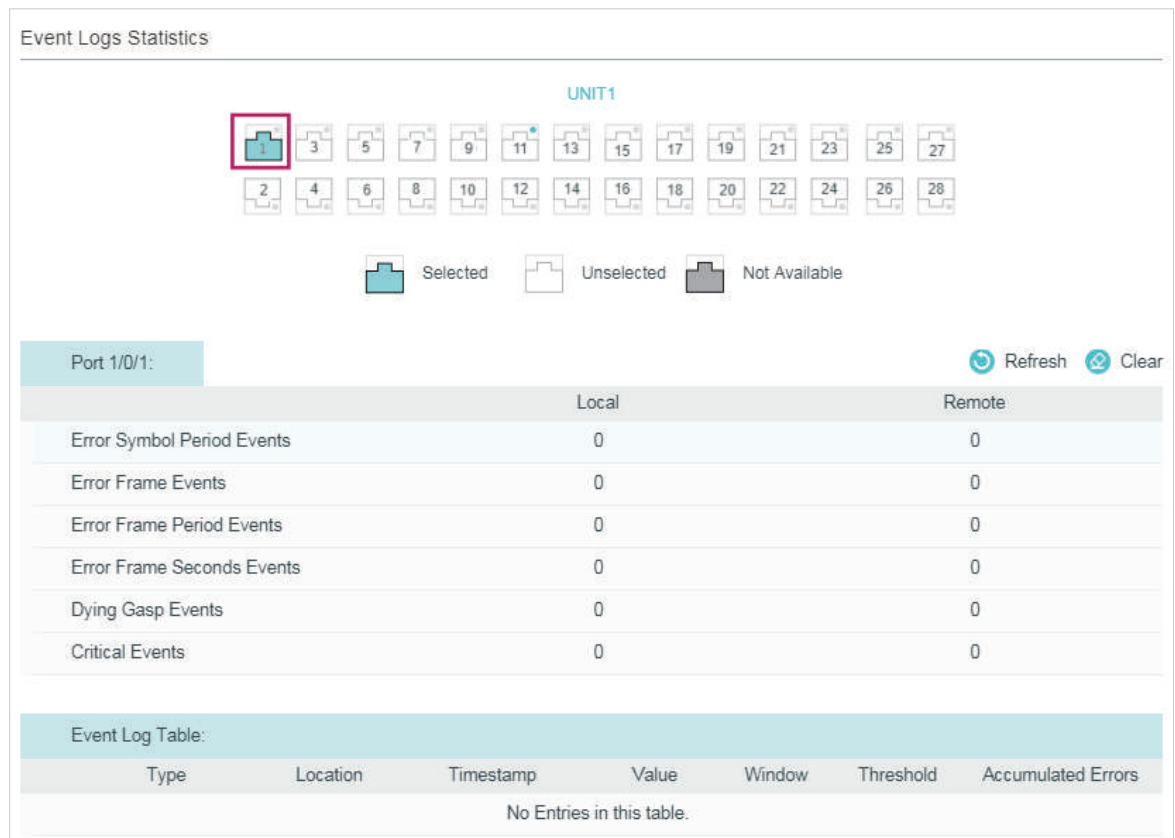 Event Logs Statistics
UNIT1
1 3 5 7 9 11 13 15 17 19 21 23 25 27
2 4 6 8 10 12 14 16 18 20 22 24 26 28
Selected Unselected Not Available
Port 1/0/1: Refresh Clear
Local Remote
Error Symbol Period Events 0 0
Error Frame Events 0 0
Error Frame Period Events 0 0
Error Frame Seconds Events 0 0
Dying Gasp Events 0 0
Critical Events 0 0
Event Log Table:
Type Location Timestamp Value Window Threshold Accumulated Errors
No Entries in this table.